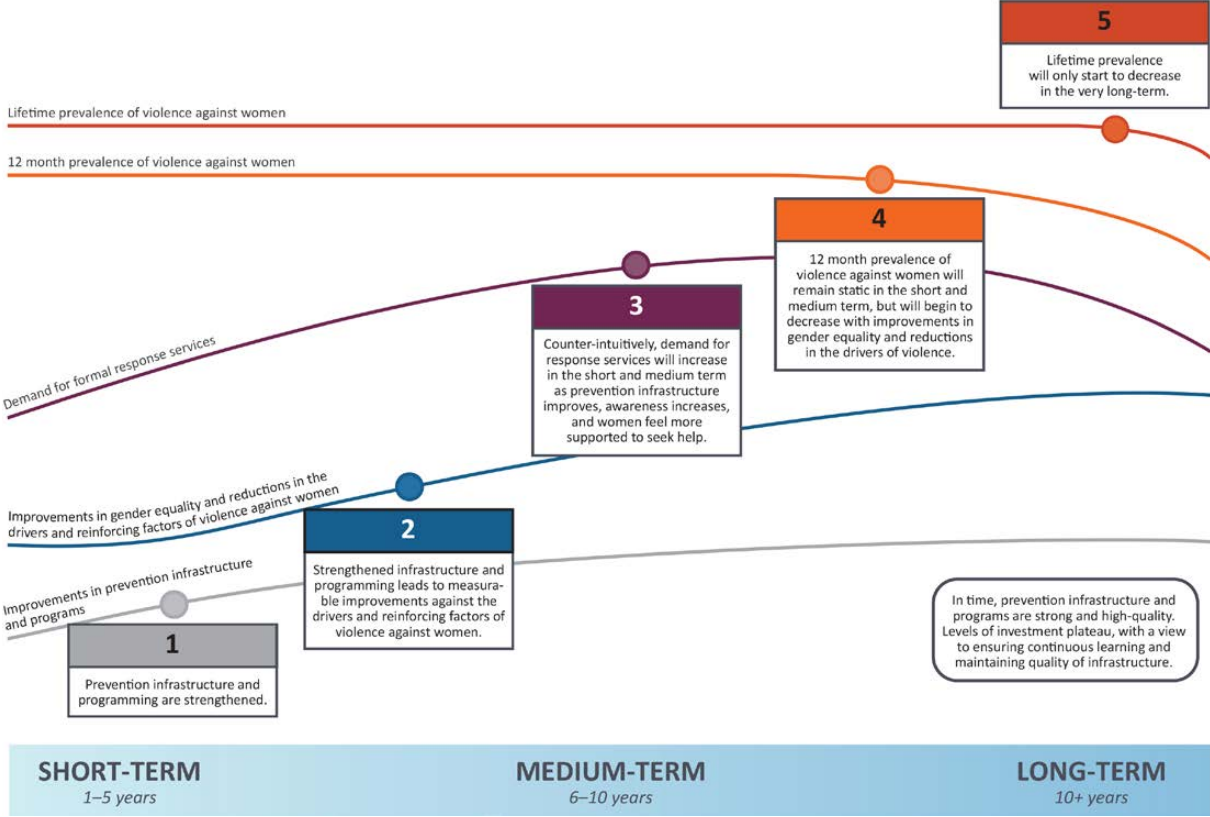 5
Lifetime prevalence
will only start to decrease
in the very long-term.
Lifetime prevalence of violence against women
12 month prevalence of violence against women
4
12 month prevalence of
violence against women will
remain static in the short and
medium term, but will begin to
decrease with improvements in
gender equality and reductions
in the drivers of violence.
3
Counter-intuitively, demand for
response services will increase
in the short and medium term
as prevention infrastructure
improves, awareness increases,
and women feel more
supported to seek help.
Demand for formal response services
Improvements in gender equality and reductions in the
drivers and reinforcing factors of violence against women
2
Strengthened infrastructure and
programming leads to measura-
ble improvements against the
drivers and reinforcing factors of
violence against women.
Improvements in prevention infrastructure
and programs
1
Prevention infrastructure and
programming are strengthened.
In time, prevention infrastructure and
programs are strong and high-quality.
Levels of investment plateau, with a view
to ensuring continuous learning and
maintaining quality of infrastructure.
SHORT-TERM
1–5 years
MEDIUM-TERM
6–10 years
LONG-TERM
10+ years